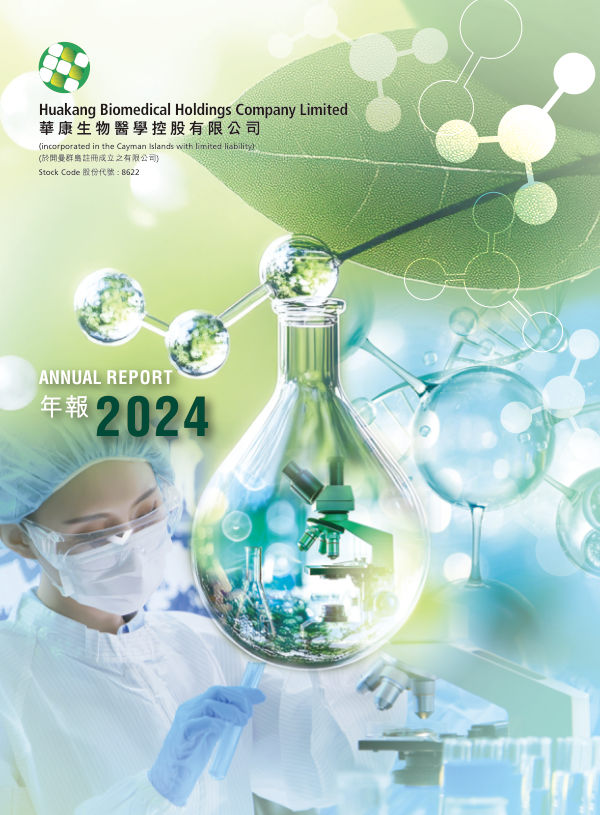 Huakang Biomedical Holdings Company Limited
華康生物醫學控股有限公司
(incorporated in the Cayman Islands with limited liability)
(於開曼群島註冊成立之有限公司)
Stock Code 股份代號 : 8622
ANNUAL REPORT
年報 2024